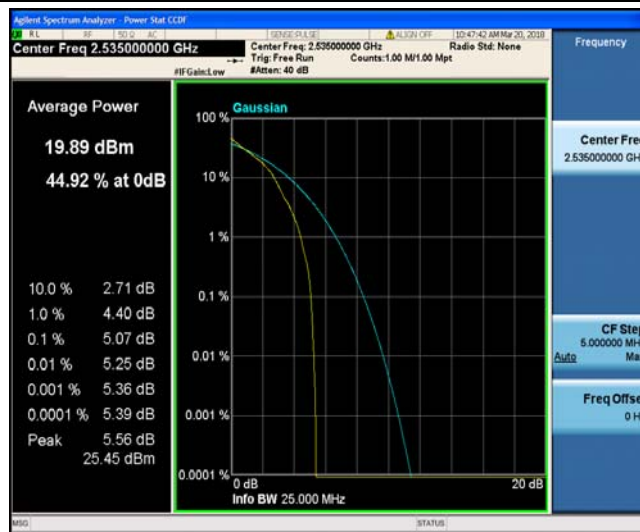 Agilent Spectrum Analyzer - Power Stat CCDF
RL RF 50 Ω AC SENSE:PULSE ALIGN OFF 10:47:42 AM Mar 20, 2018
Center Freq 2.535000000 GHz
Center Freq: 2.535000000 GHz Radio Std: None
Trig: Free Run Counts:1.00 M/1.00 Mpt
#IFGain:Low #Atten: 40 dB
Frequency
Average Power
19.89 dBm
44.92 % at 0dB
10.0 % 2.71 dB
1.0 % 4.40 dB
0.1 % 5.07 dB
0.01 % 5.25 dB
0.001 % 5.36 dB
0.0001 % 5.39 dB
Peak 5.56 dB
25.45 dBm
Gaussian
100 %
10 %
1 %
0.1 %
0.01 %
0.001 %
0.0001 %
0 dB 20 dB
Info BW 25.000 MHz
Center Fre
2.535000000 GH
CF Ste
5.000000 MH
Auto Ma
Freq Offse
0 H
MSG STATUS